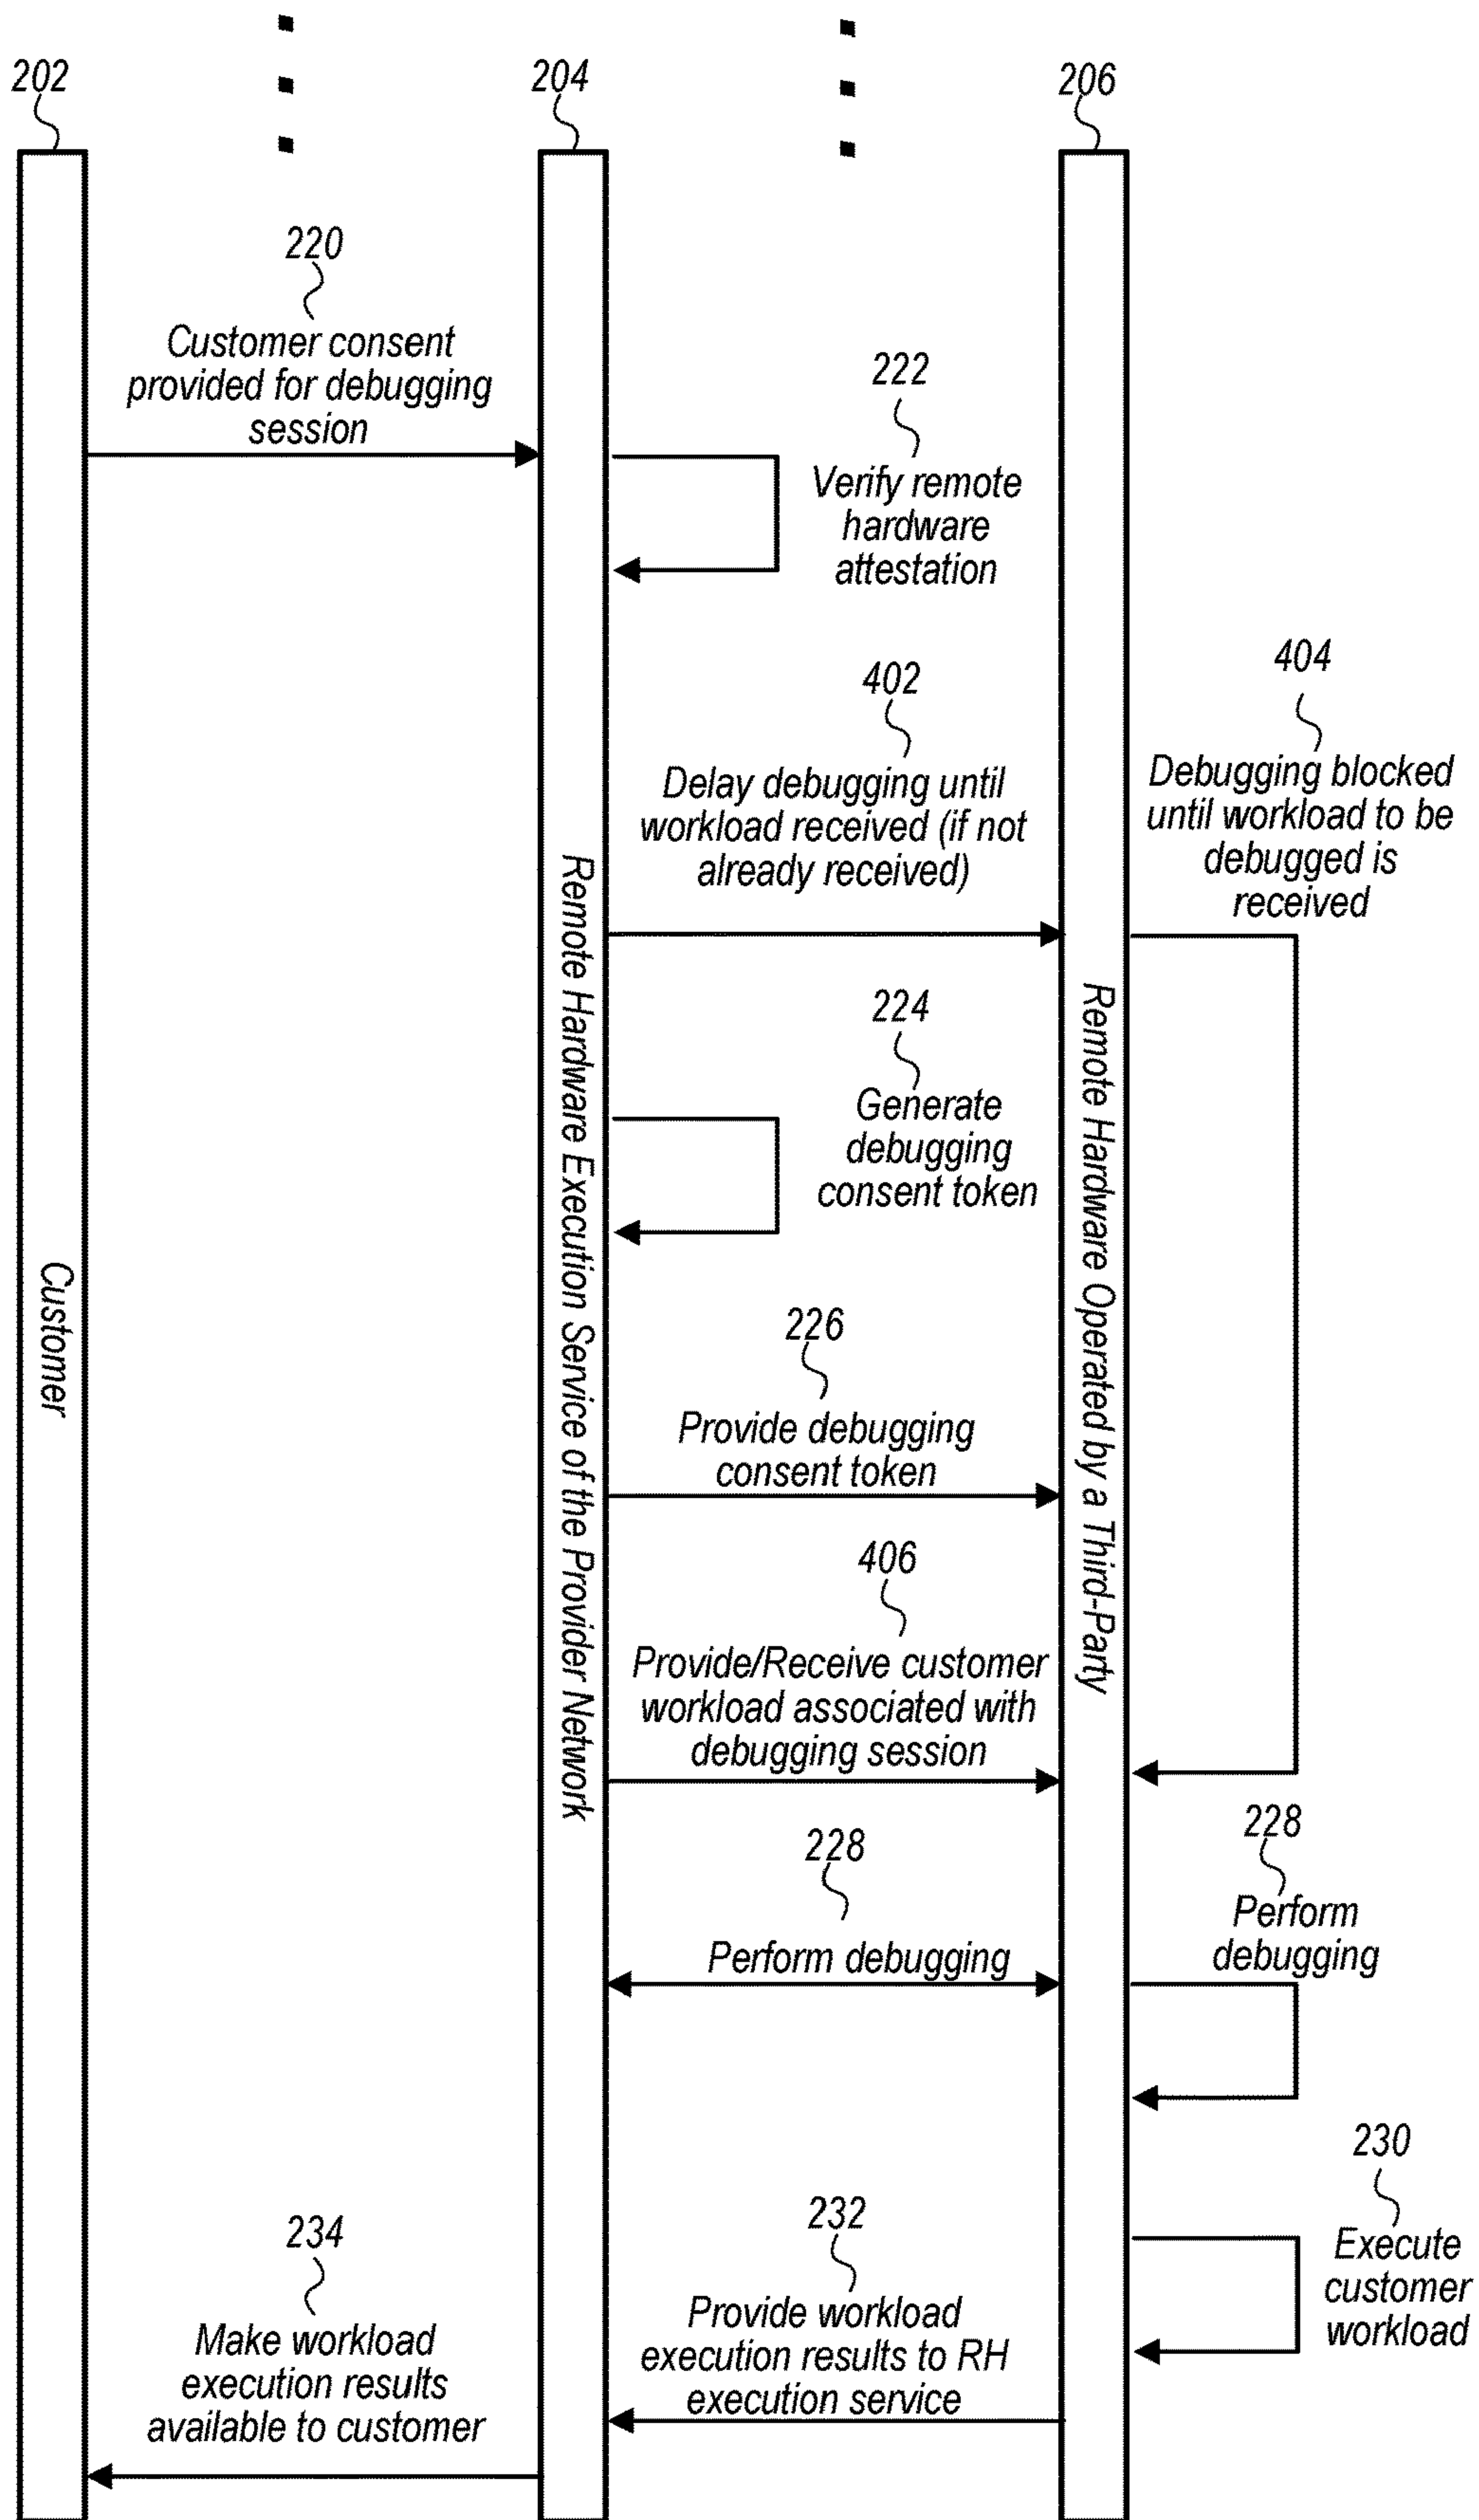 202
204
206
220
Customer consent
provided for debugging
session
222
Verify remote
hardware
attestation
402
Delay debugging until
workload received (if not
already received)
404
Debugging blocked
until workload to be
debugged is
received
224
Generate
debugging
consent token
226
Provide debugging
consent token
406
Provide/Receive customer
workload associated with
debugging session
228
Perform debugging
228
Perform
debugging
230
Execute
customer
workload
232
Provide workload
execution results to RH
execution service
234
Make workload
execution results
available to customer
Customer
Remote Hardware Execution Service of the Provider Network
Remote Hardware Operated by a Third-Party